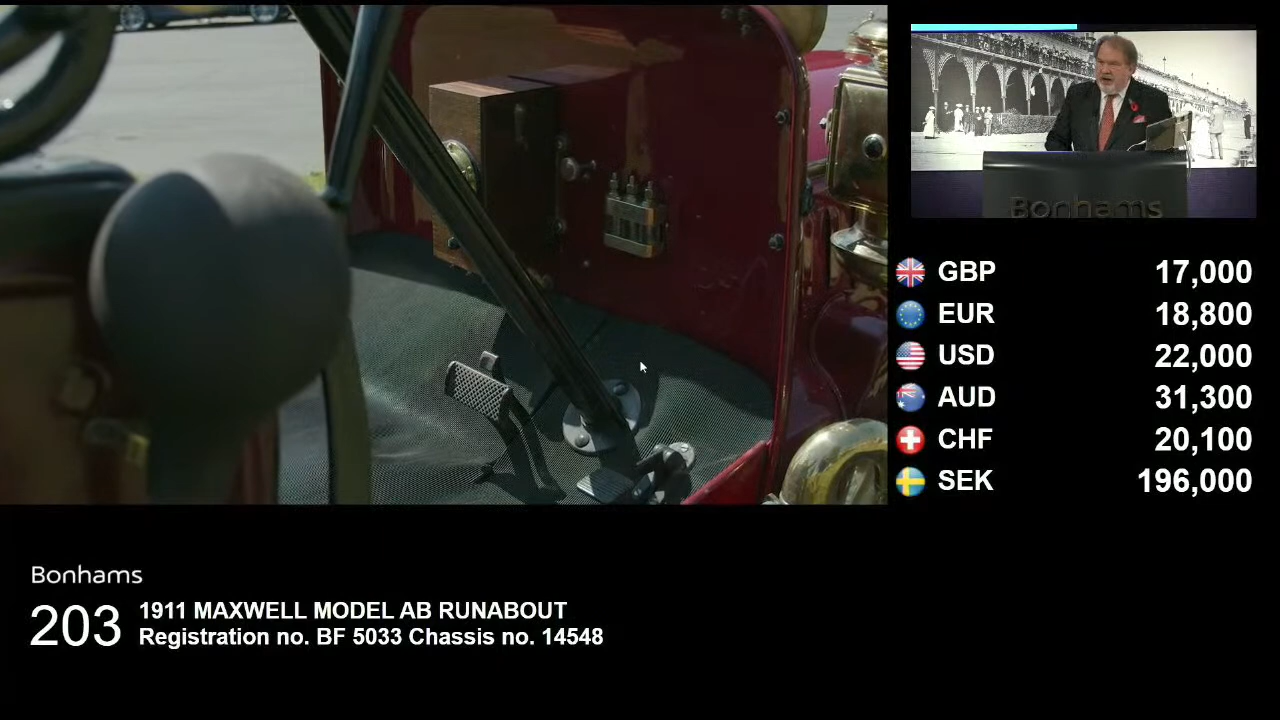 Bonhams
GBP 17,000
EUR 18,800
USD 22,000
AUD 31,300
CHF 20,100
SEK 196,000
Bonhams
203
1911 MAXWELL MODEL AB RUNABOUT
Registration no. BF 5033 Chassis no. 14548